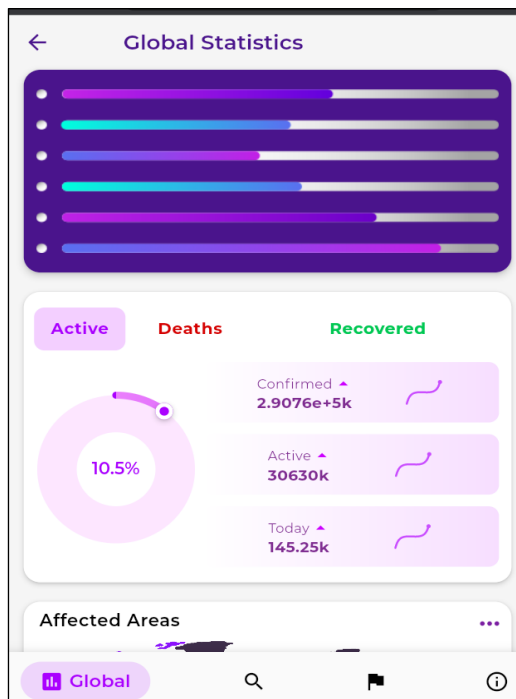 Global Statistics
Active Deaths Recovered
10.5%
Confirmed
2.9076e+5k
Active
30630k
Today
145.25k
Affected Areas
Global